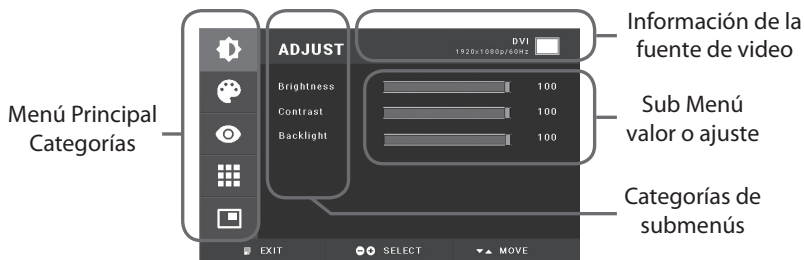 Información de la
fuente de video
ADJUST
DVI
1920x1080p/60Hz
Menú Principal
Categorías
Brightness 100
Contrast 100
Backlight 100
Sub Menú
valor o ajuste
Categorías de
submenús
EXIT SELECT MOVE